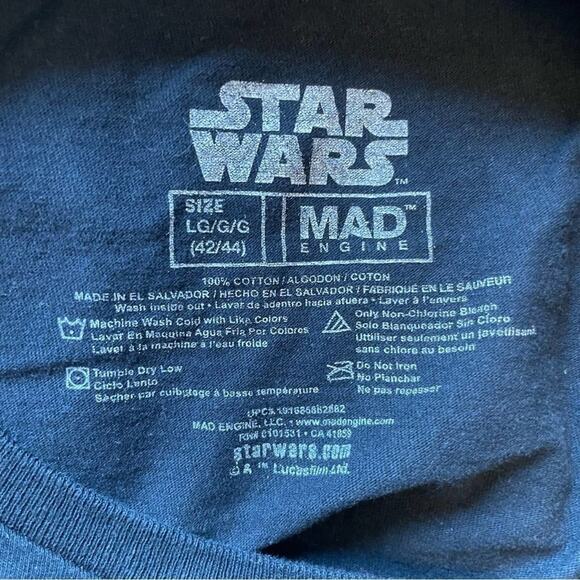 STAR
WARS™
SIZE
LG/G/G
(42/44)
MAD™
ENGINE
100% COTTON / ALGODON / COTON
MADE IN EL SALVADOR / HECHO EN EL SALVADOR / FABRIQUÉ EN LE SAUVEUR
Wash inside out • Lavar de adentro hacia afuera • Laver à l'envers
Machine Wash Cold with Like Colors
Lavar En Maquina Agua Fria Por Colores
Laver à la machine à l'eau froide
Only Non-Chlorine Bleach
Solo Blanqueador Sin Cloro
Utiliser seulement un javellisant
sans chlore au besoin
Tumble Dry Low
Ciclo Lento
Sécher par culbutage à basse température
Do Not Iron
No Planchar
Ne pas repasser
MAD ENGINE, LLC. • www.madengine.com
CA 41859
starwars.com
© & ™ Lucasfilm Ltd.